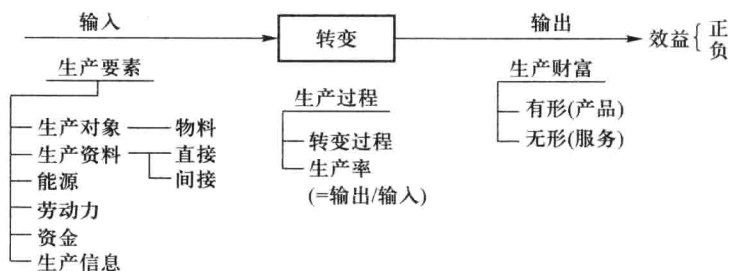 输入
转变
输出
效益{正
负
生产要素
生产对象
物料
生产资料
直接
间接
能源
劳动力
资金
生产信息
生产过程
转变过程
生产率
(=输出/输入)
生产财富
有形(产品)
无形(服务)